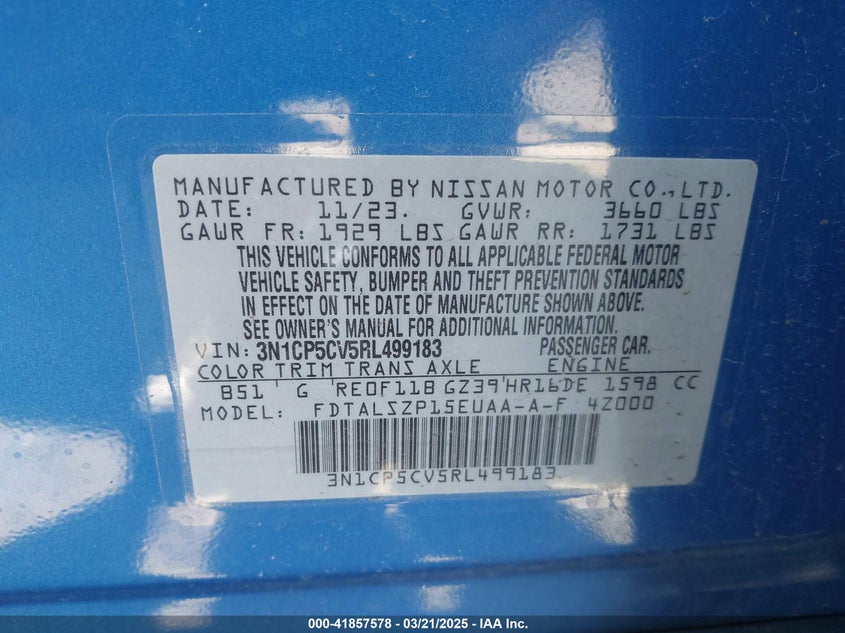 MANUFACTURED BY NISSAN MOTOR CO., LTD.
DATE: 11/23. GVWR: 3660 LBS
GAWR FR: 1929 LBS GAWR RR: 1731 LBS
THIS VEHICLE CONFORMS TO ALL APPLICABLE FEDERAL MOTOR
VEHICLE SAFETY, BUMPER AND THEFT PREVENTION STANDARDS
IN EFFECT ON THE DATE OF MANUFACTURE SHOWN ABOVE.
SEE OWNER'S MANUAL FOR ADDITIONAL INFORMATION.
VIN: 3N1CP5CV5RL499183 PASSENGER CAR.
COLOR TRIM TRANS AXLE ENGINE
B51 G RE0F11B GZ39 HR16DE 1598 CC
MODEL: FDTALSZP15EUAA-A-F 4Z000
3N1CP5CV5RL499183
000-41857578 - 03/21/2025 - IAA Inc.